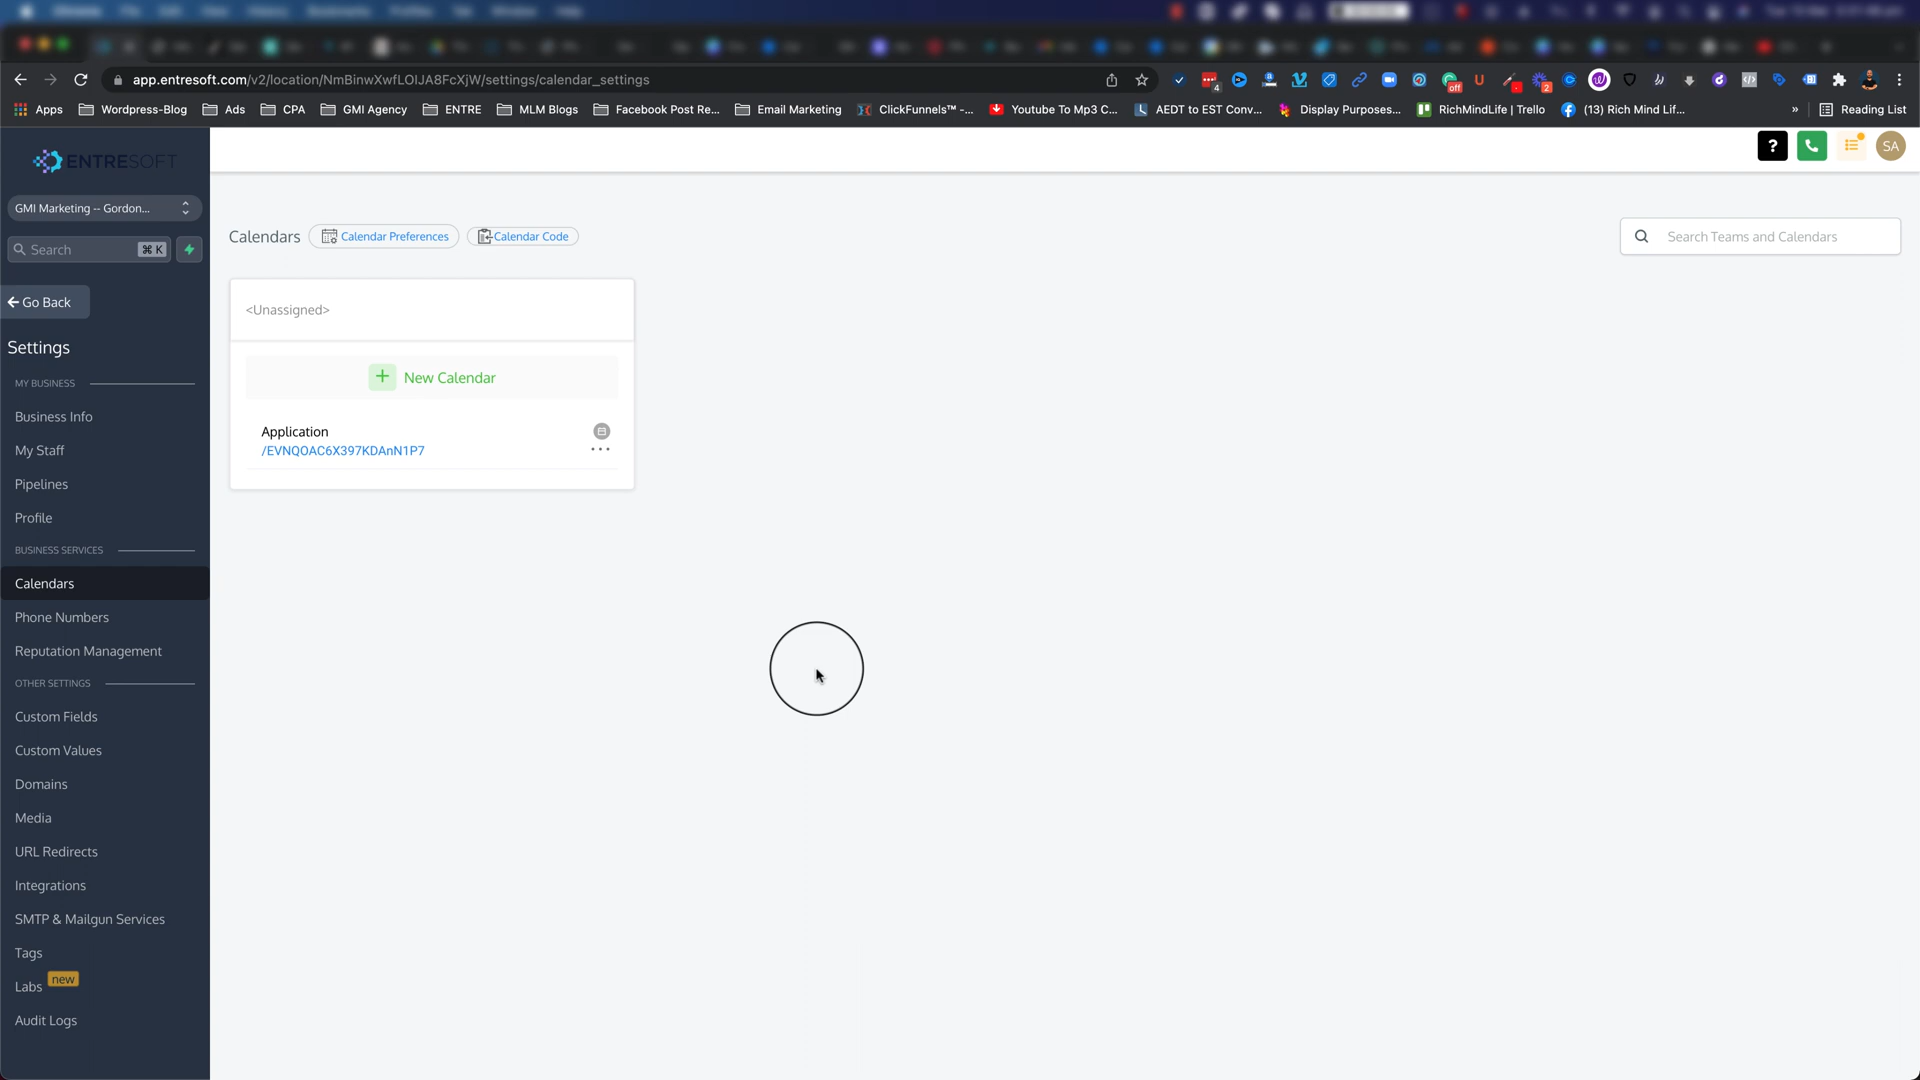 app.entresoft.com/v2/location/NmBinwXwfLOIJA8FcXjW/settings/calendar_settings
4
off
2
Apps
Wordpress-Blog
Ads
CPA
GMI Agency
ENTRE
MLM Blogs
Facebook Post Re...
Email Marketing
ClickFunnels™ -...
Youtube To Mp3 C...
AEDT to EST Conv...
Display Purposes...
RichMindLife | Trello
(13) Rich Mind Lif...
»
Reading List
ENTRESOFT
? 
SA
GMI Marketing -- Gordon...
Search ⌘ K
Go Back
Settings
MY BUSINESS
Business Info
My Staff
Pipelines
Profile
BUSINESS SERVICES
Calendars
Phone Numbers
Reputation Management
OTHER SETTINGS
Custom Fields
Custom Values
Domains
Media
URL Redirects
Integrations
SMTP & Mailgun Services
Tags
Labs new
Audit Logs
Calendars
Calendar Preferences
Calendar Code
Search Teams and Calendars
<Unassigned>
+ New Calendar
Application
/EVNQOAC6X397KDAnN1P7